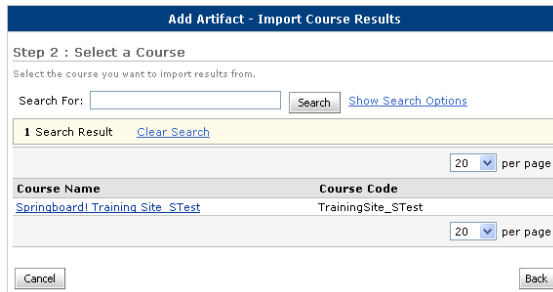 Add Artifact - Import Course Results
Step 2 : Select a Course
Select the course you want to import results from.
Search For: Search Show Search Options
1 Search Result Clear Search
20 per page
Course Name Course Code
Springboard! Training Site_STest TrainingSite_STest
20 per page
Cancel Back